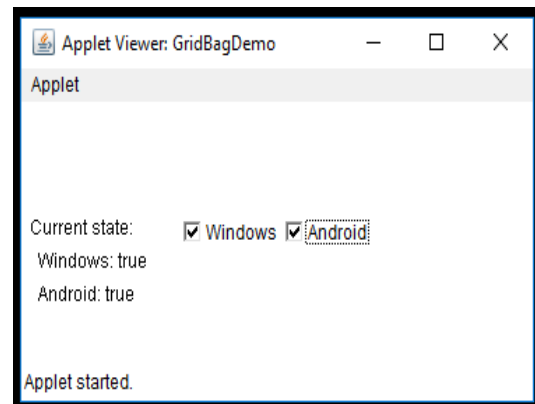 Applet Viewer: GridBagDemo
Applet
Current state:
Windows Android
Windows: true
Android: true
Applet started.